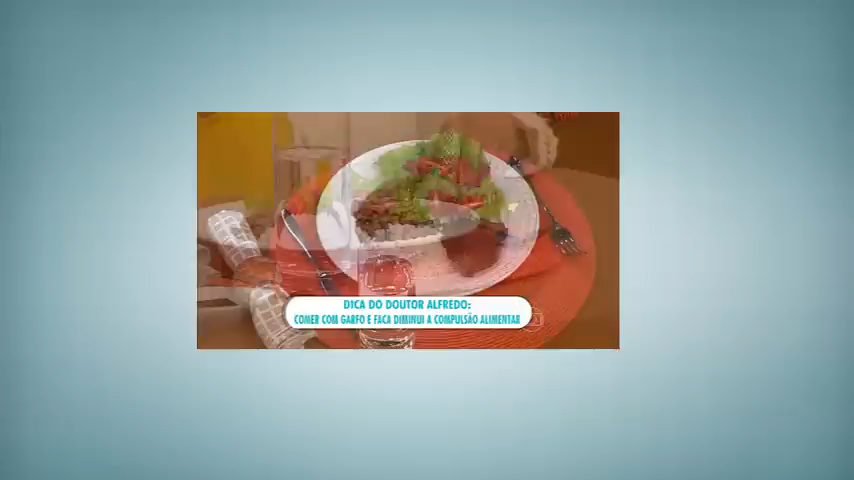 DICA DO DOUTOR ALFREDO:
COMER COM GARFO E FACA DIMINUI A COMPULSÃO ALIMENTAR